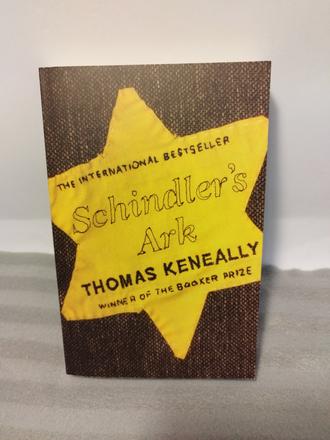 THE INTERNATIONAL BESTSELLER
Schindler's
Ark
THOMAS KENEALLY
WINNER OF THE BOOKER PRIZE